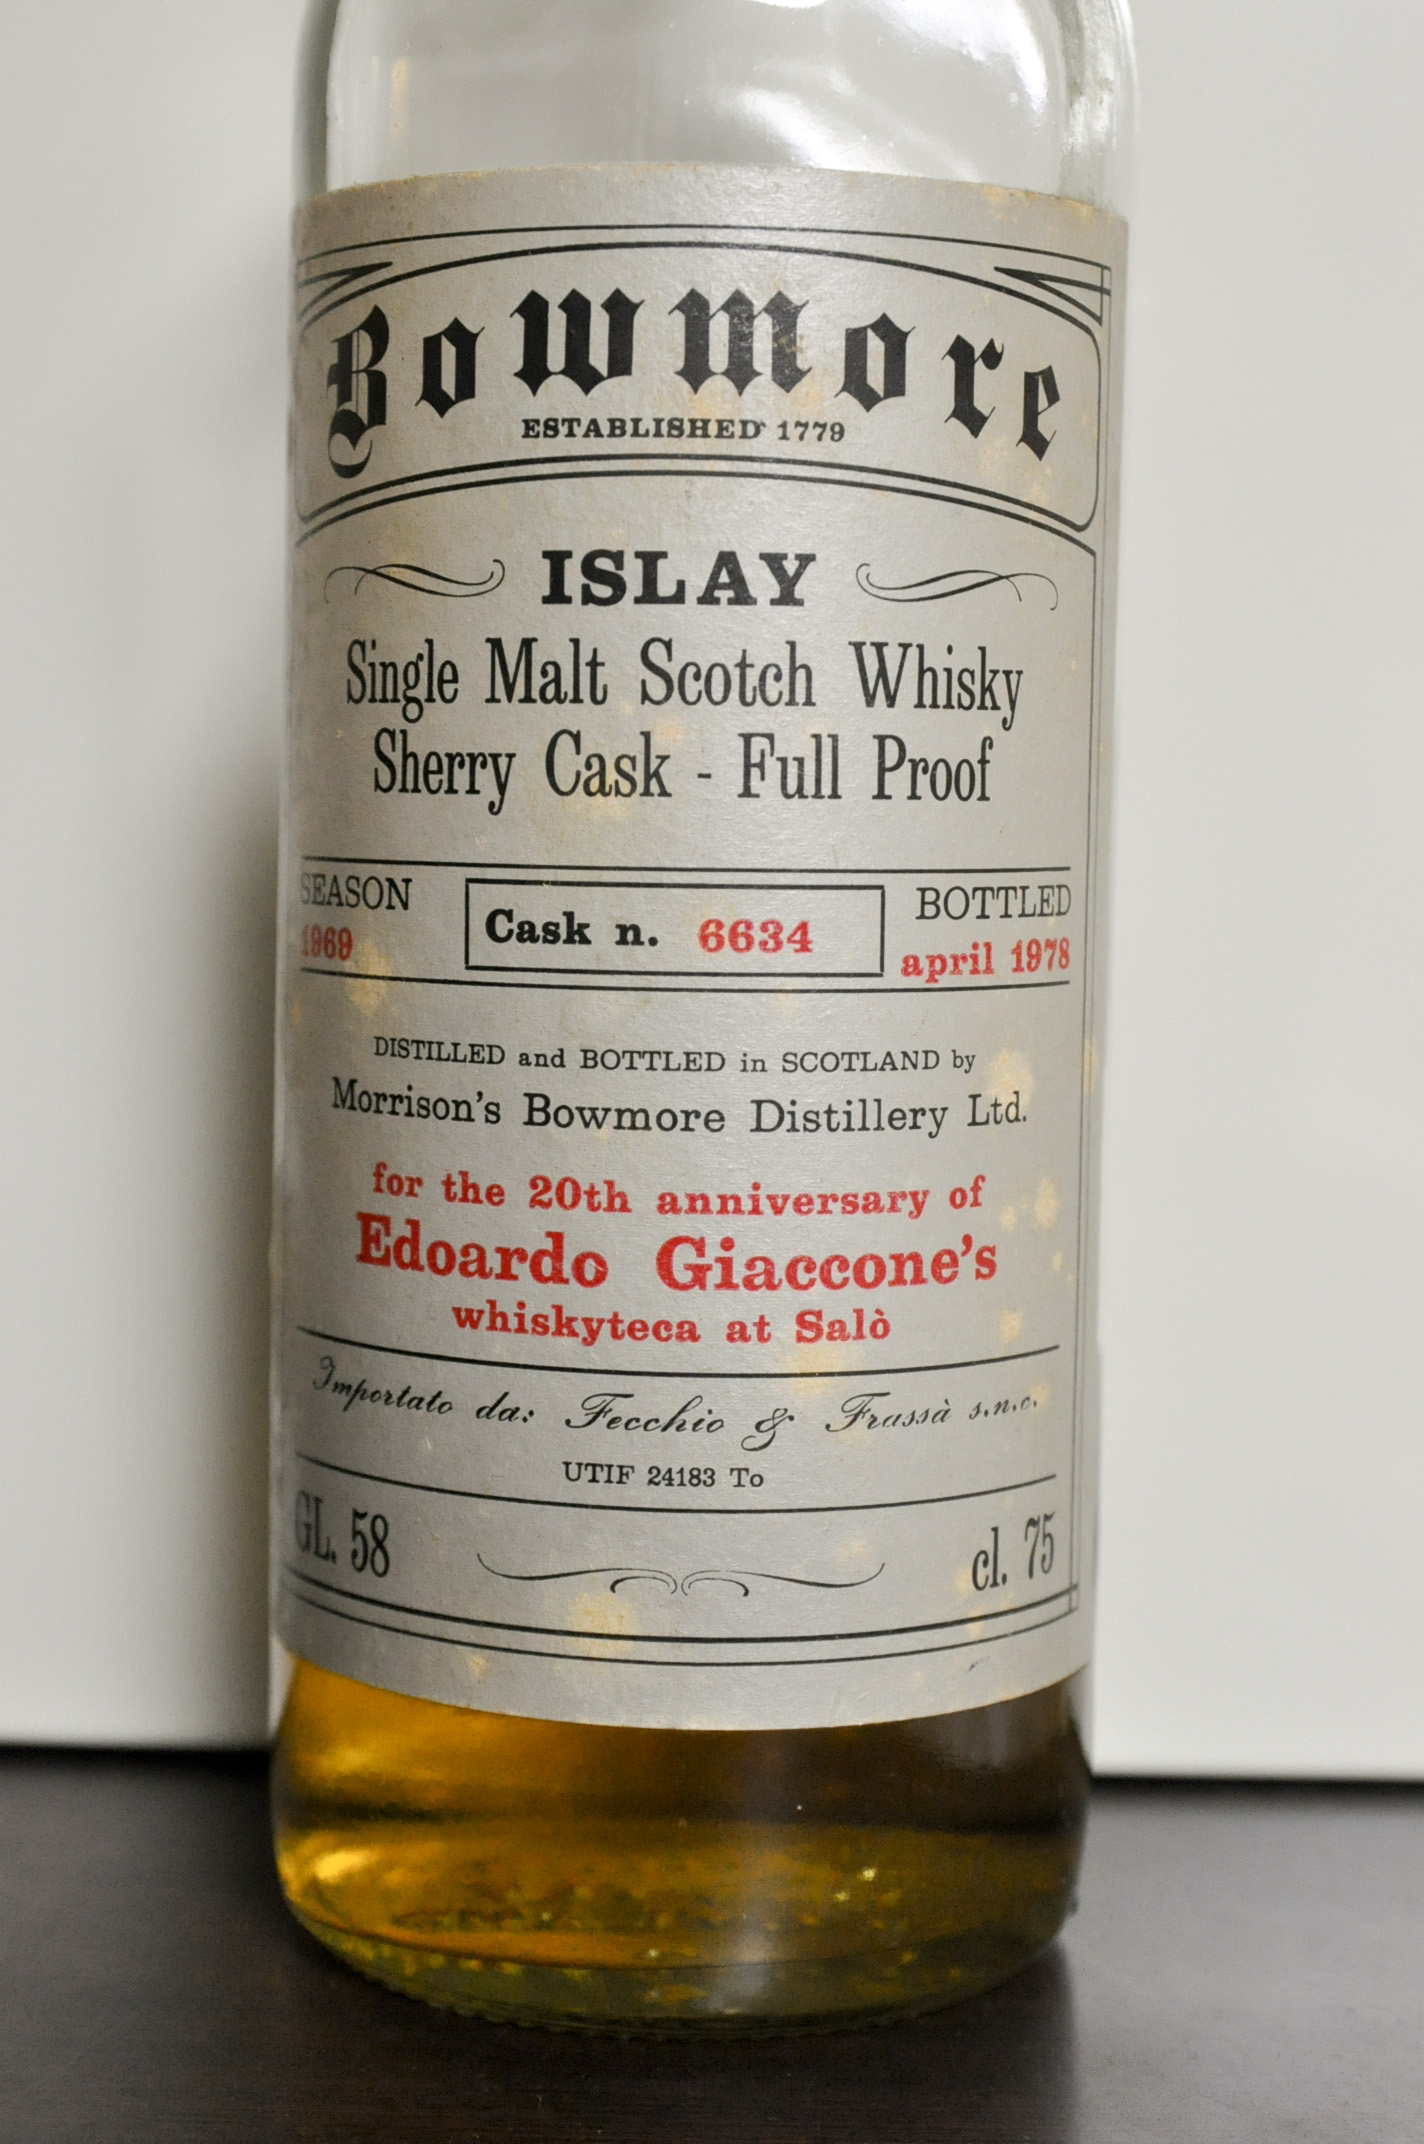 Bowmore
ESTABLISHED 1779
ISLAY
Single Malt Scotch Whisky
Sherry Cask - Full Proof
SEASON
1969
Cask n. 6634
BOTTLED
april 1978
DISTILLED and BOTTLED in SCOTLAND by
Morrison's Bowmore Distillery Ltd.
for the 20th anniversary of
Edoardo Giaccone's
whiskyteca at Salò
Importato da: Fecchio & Frassà s.n.c.
UTIF 24183 To
GL. 58
cl. 75